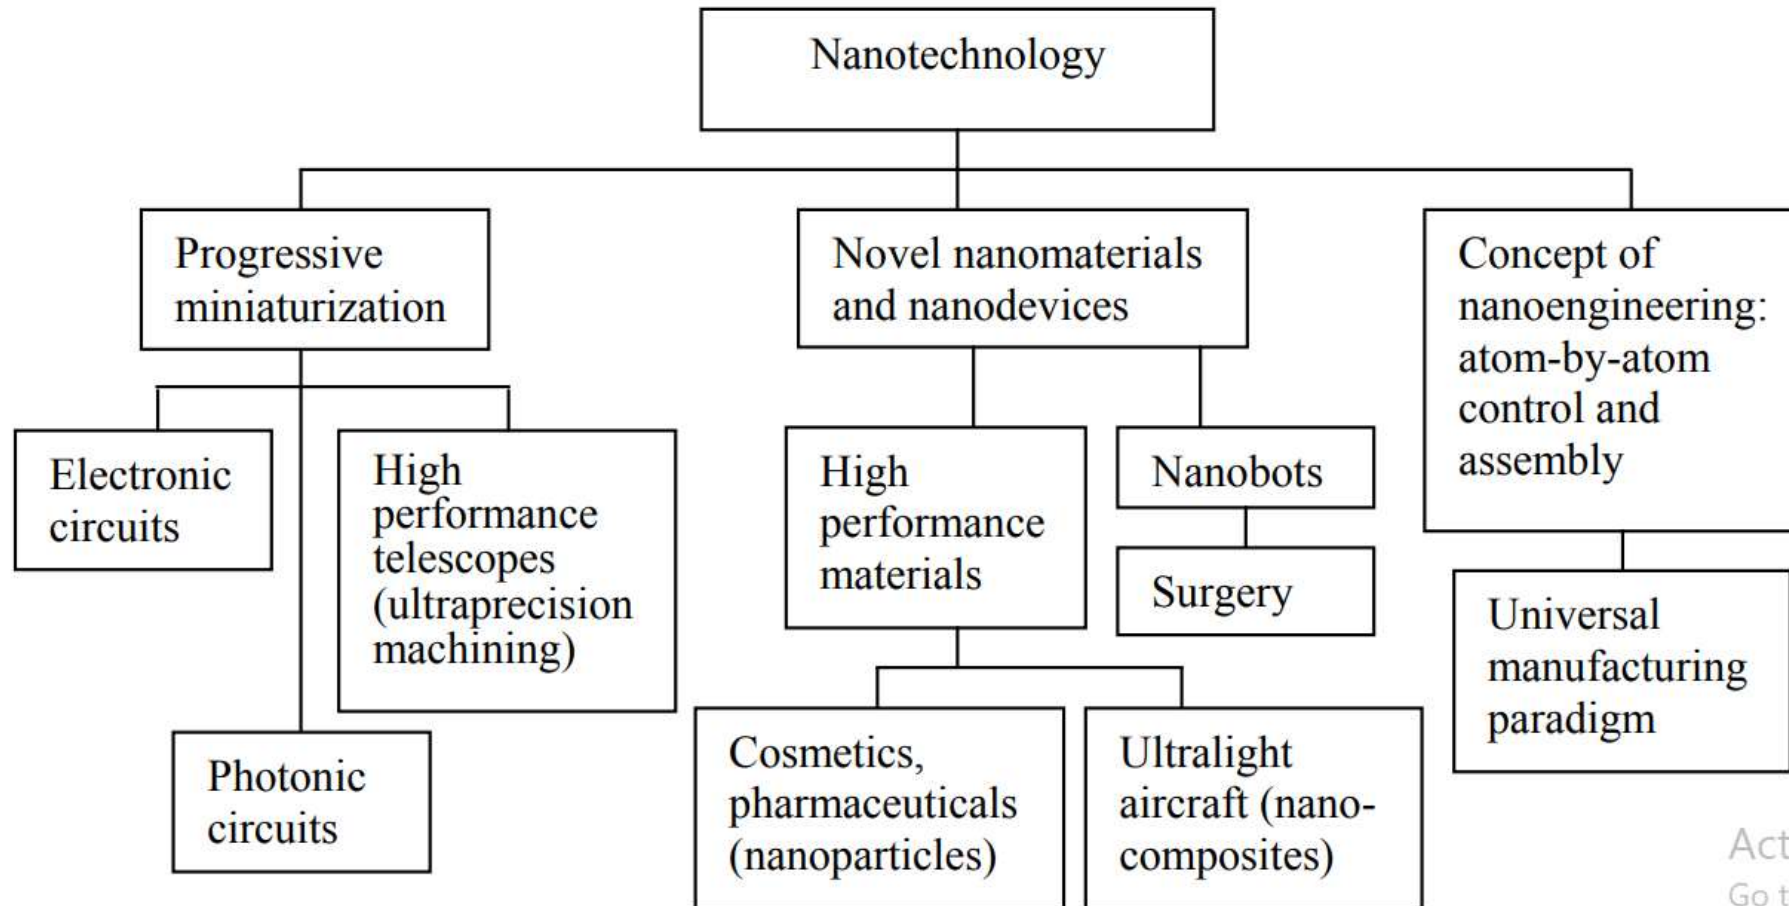 Nanotechnology
Progressive
miniaturization
Novel nanomaterials
and nanodevices
Concept of
nanoengineering:
atom-by-atom
control and
assembly
Electronic
circuits
High
performance
telescopes
(ultraprecision
machining)
High
performance
materials
Nanobots
Surgery
Universal
manufacturing
paradigm
Photonic
circuits
Cosmetics,
pharmaceuticals
(nanoparticles)
Ultralight
aircraft (nano-
composites)
Act
Go t